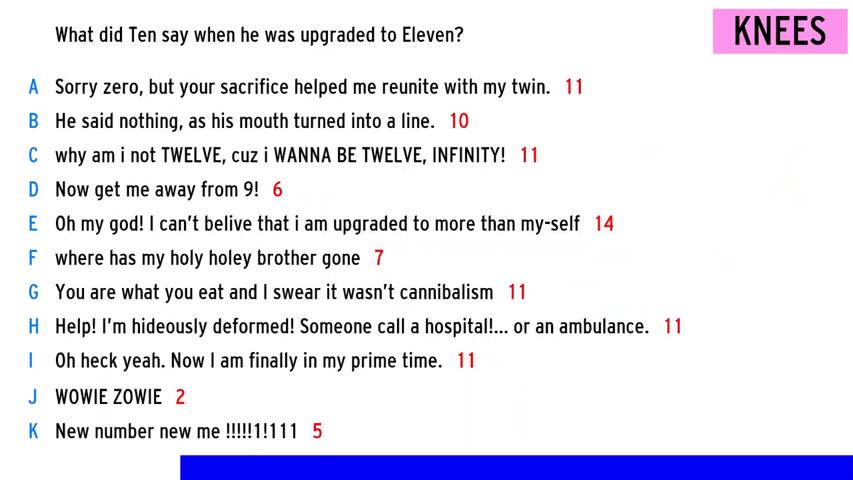 What did Ten say when he was upgraded to Eleven?
KNEES
A Sorry zero, but your sacrifice helped me reunite with my twin. 11
B He said nothing, as his mouth turned into a line. 10
C why am i not TWELVE, cuz i WANNA BE TWELVE, INFINITY! 11
D Now get me away from 9! 6
E Oh my god! I can't belive that i am upgraded to more than my-self 14
F where has my holy holey brother gone 7
G You are what you eat and I swear it wasn't cannibalism 11
H Help! I'm hideously deformed! Someone call a hospital!... or an ambulance. 11
I Oh heck yeah. Now I am finally in my prime time. 11
J WOWIE ZOWIE 2
K New number new me !!!!!1!111 5